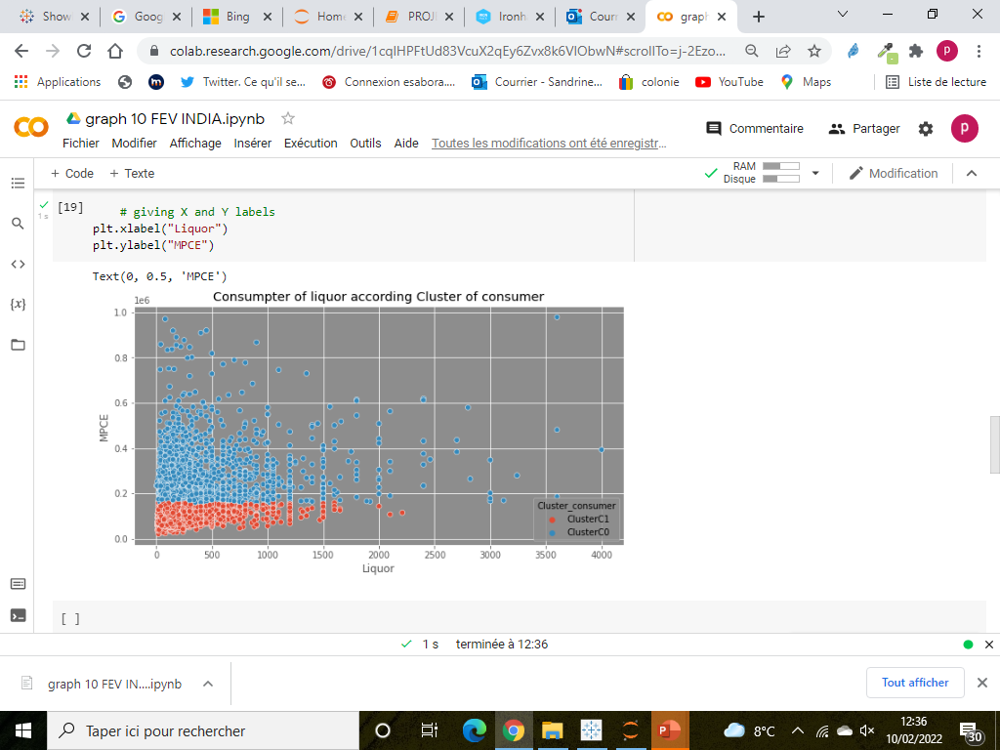 Show
Goog
Bing
Home
PROJ
Ironh
Courr
graph
colab.research.google.com/drive/1cqlHPFtUd83VcuX2qEy6Zvx8k6VIObwN#scrollTo=j-2Ezo...
p
Applications
m
Twitter. Ce qu'il se...
Connexion esabora....
Courrier - Sandrine...
colonie
YouTube
Maps
Liste de lecture
graph 10 FEV INDIA.ipynb
Commentaire
Partager
p
Fichier Modifier Affichage Insérer Exécution Outils Aide Toutes les modifications ont été enregistr...
+ Code + Texte
RAM
Disque
Modification
1 s
[19]
# giving X and Y labels
plt.xlabel("Liquor")
plt.ylabel("MPCE")
Text(0, 0.5, 'MPCE')
Consumpter of liquor according Cluster of consumer
1e6
1.0
0.8
0.6
0.4
0.2
0.0
MPCE
Cluster_consumer
ClusterC1
ClusterC0
0 500 1000 1500 2000 2500 3000 3500 4000
Liquor
{x}
[ ]
1 s terminée à 12:36
graph 10 FEV IN....ipynb
Tout afficher
Taper ici pour rechercher
P
8°C
12:36
10/02/2022
30